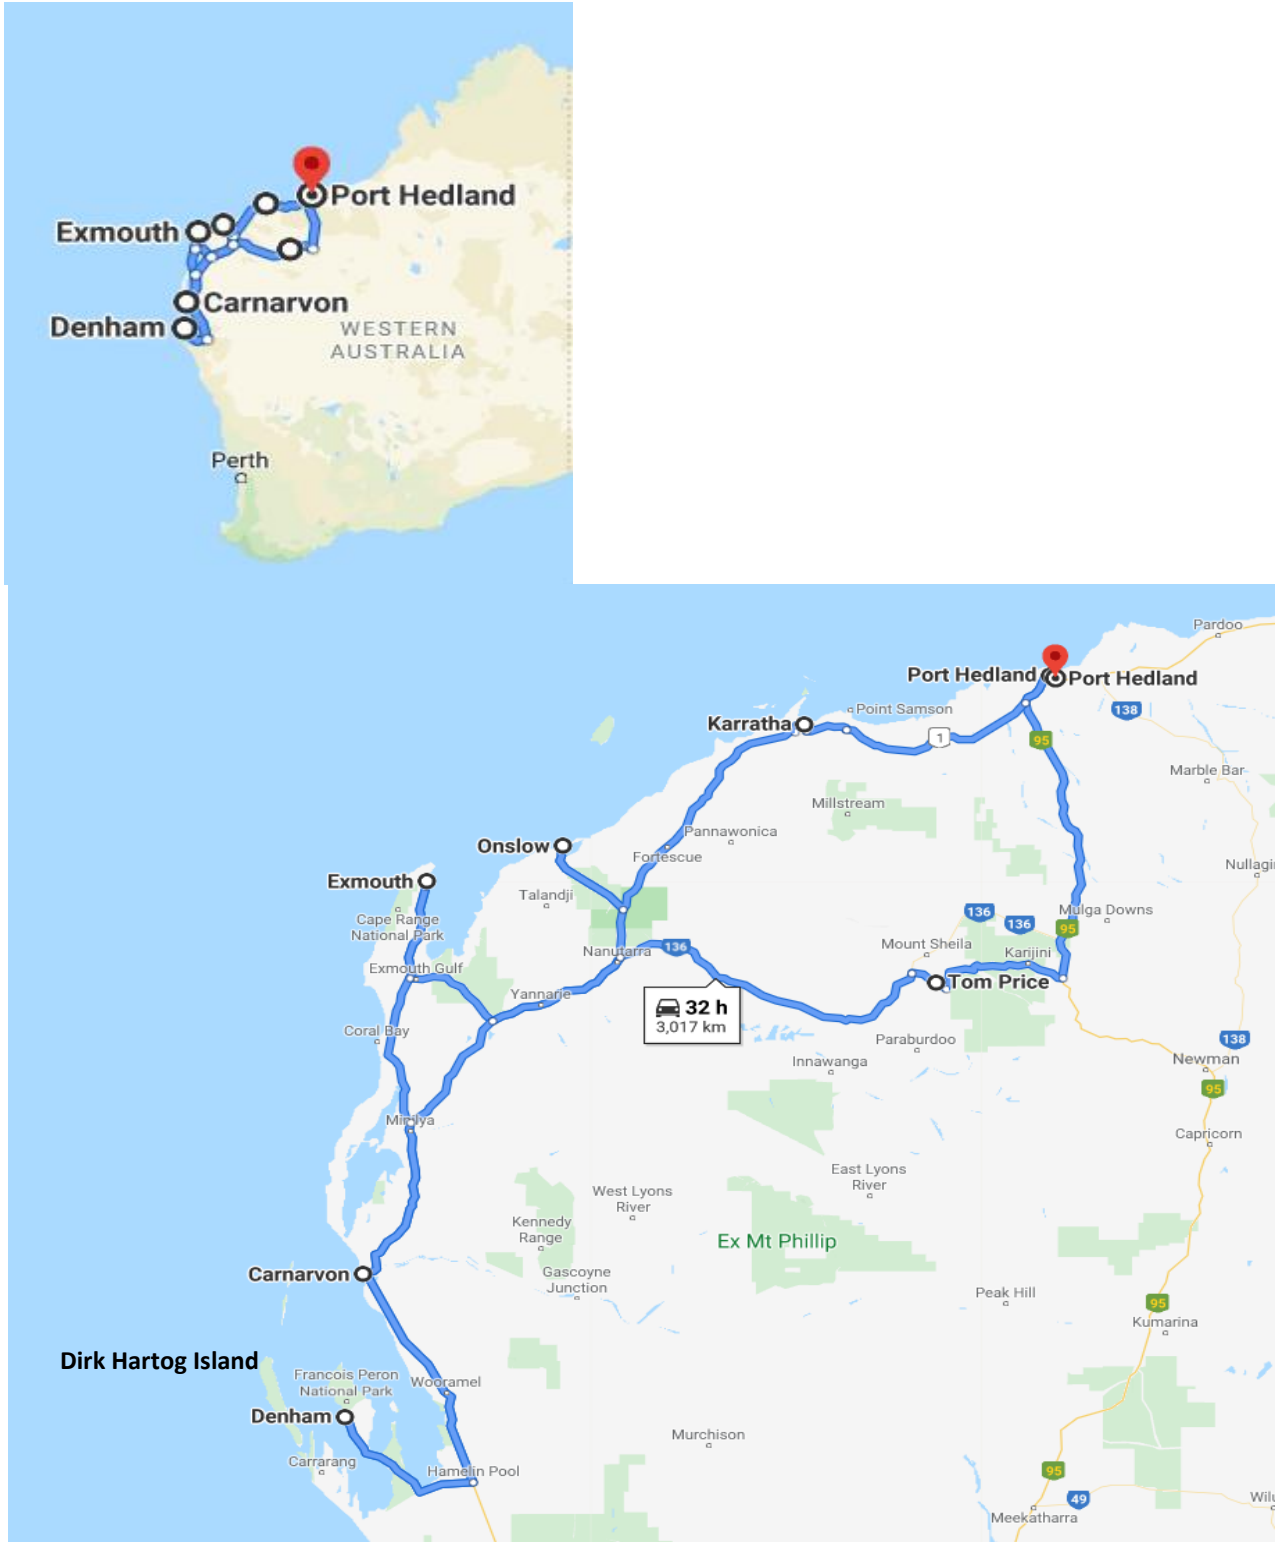 Port Hedland
Exmouth
Carnarvon
Denham
WESTERN
AUSTRALIA
Perth
Pardoo
Port Hedland
Port Hedland
138
Point Samson
Karratha
1
95
Marble Bar
Millstream
Pannawonica
Onslow
Fortescue
Nullagi
Exmouth
Talandji
Cape Range
National Park
136
136
Mulga Downs
95
Mount Sheila
Karijini
Nanutarra
136
Exmouth Gulf
Tom Price
Yannarie
32 h
3,017 km
Coral Bay
Paraburdoo
138
Innawanga
Newman
95
Minilya
Capricorn
East Lyons
River
West Lyons
River
Kennedy
Range
Ex Mt Phillip
Carnarvon
Gascoyne
Junction
Peak Hill
95
Kumarina
Dirk Hartog Island
Francois Peron
National Park
Wooramel
Denham
Murchison
Carrarang
Hamelin Pool
95
49
Wilu
Meekatharra